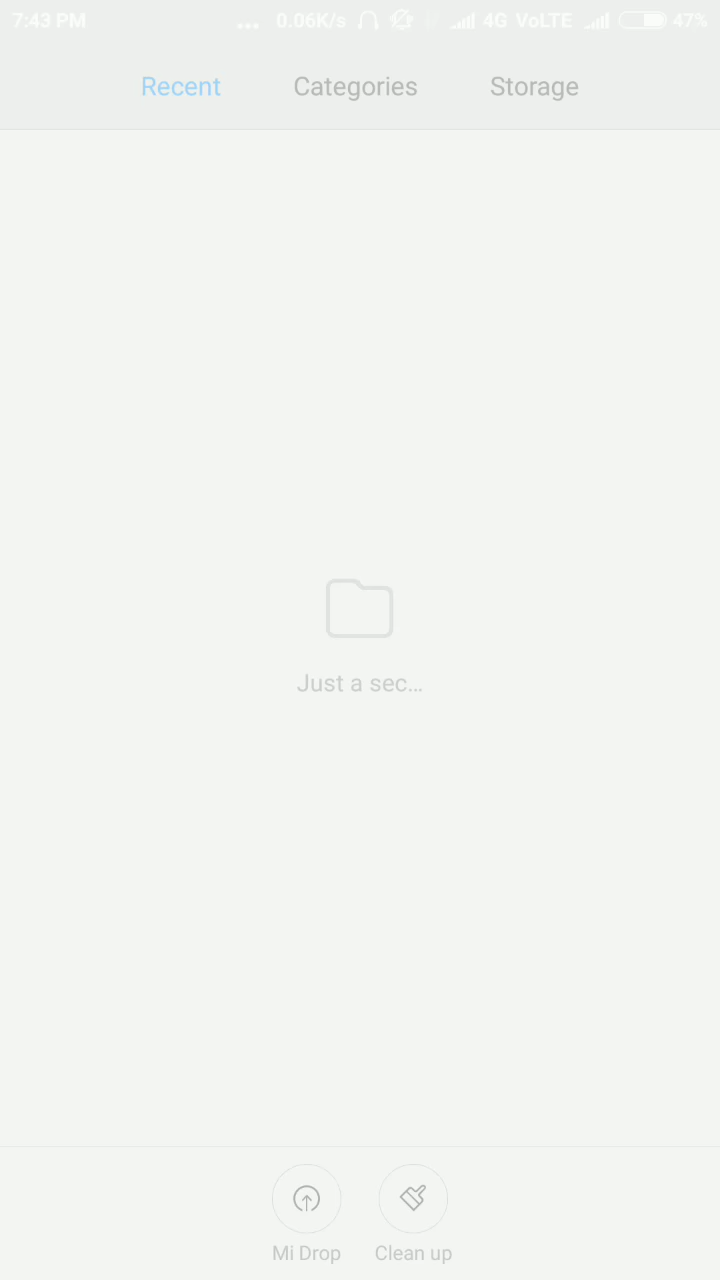 7:43 PM ... 0.06K/s 4G VoLTE 47%
Recent Categories Storage
Just a sec...
Mi Drop Clean up